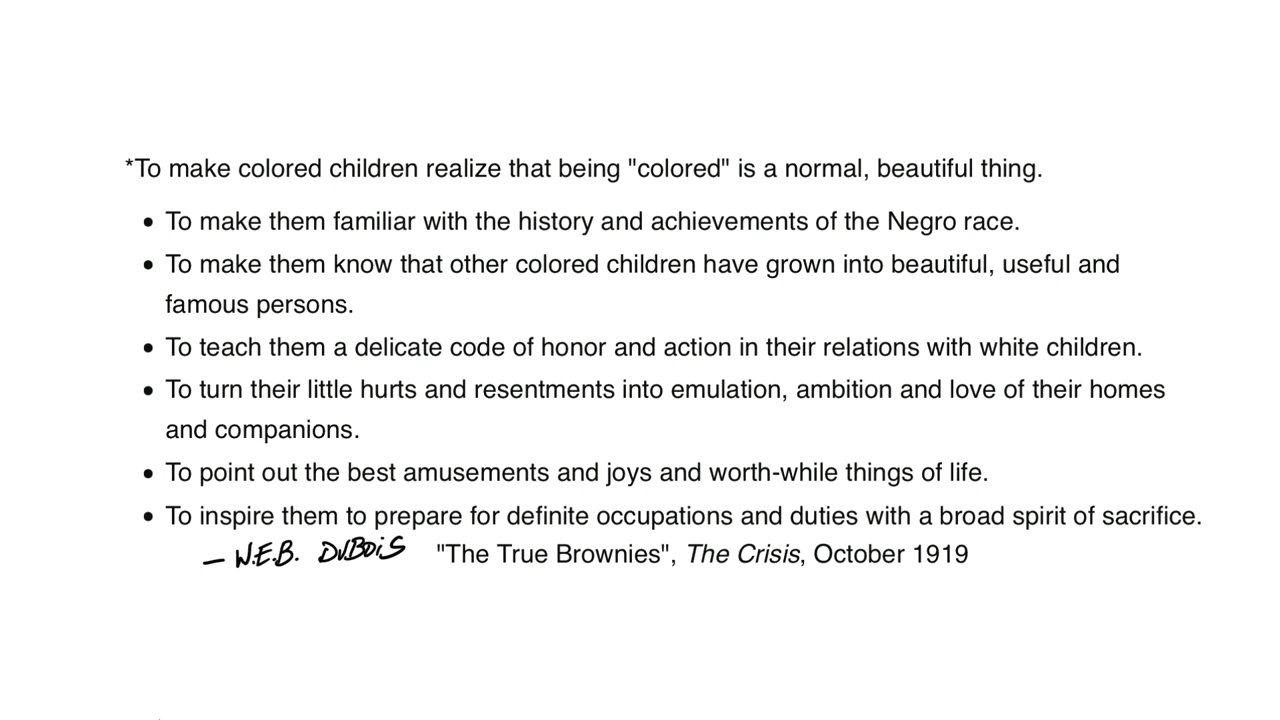 *To make colored children realize that being "colored" is a normal, beautiful thing.
• To make them familiar with the history and achievements of the Negro race.
• To make them know that other colored children have grown into beautiful, useful and
famous persons.
• To teach them a delicate code of honor and action in their relations with white children.
• To turn their little hurts and resentments into emulation, ambition and love of their homes
and companions.
• To point out the best amusements and joys and worth-while things of life.
• To inspire them to prepare for definite occupations and duties with a broad spirit of sacrifice.
— W.E.B. DUBOiS "The True Brownies", The Crisis, October 1919